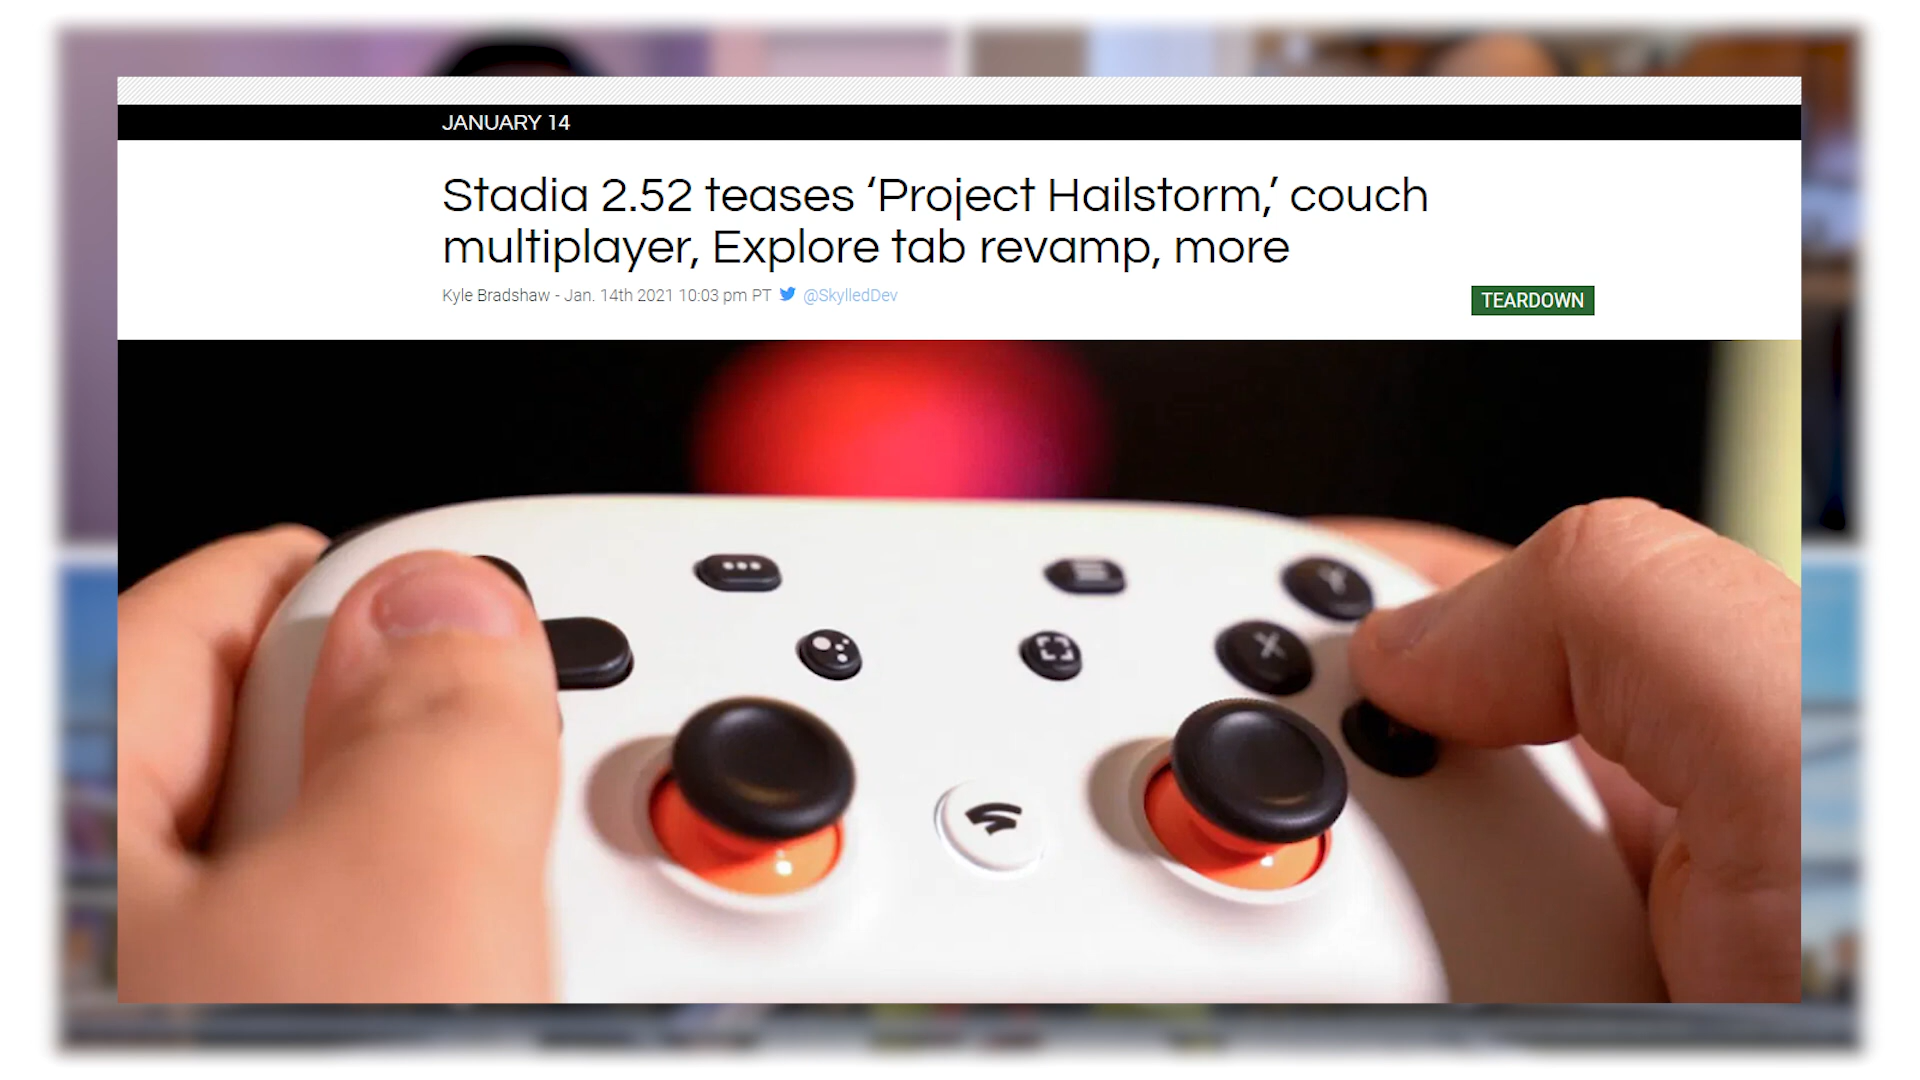 JANUARY 14
Stadia 2.52 teases ‘Project Hailstorm,’ couch
multiplayer, Explore tab revamp, more
Kyle Bradshaw - Jan. 14th 2021 10:03 pm PT @SkylledDev
TEARDOWN
Y
X